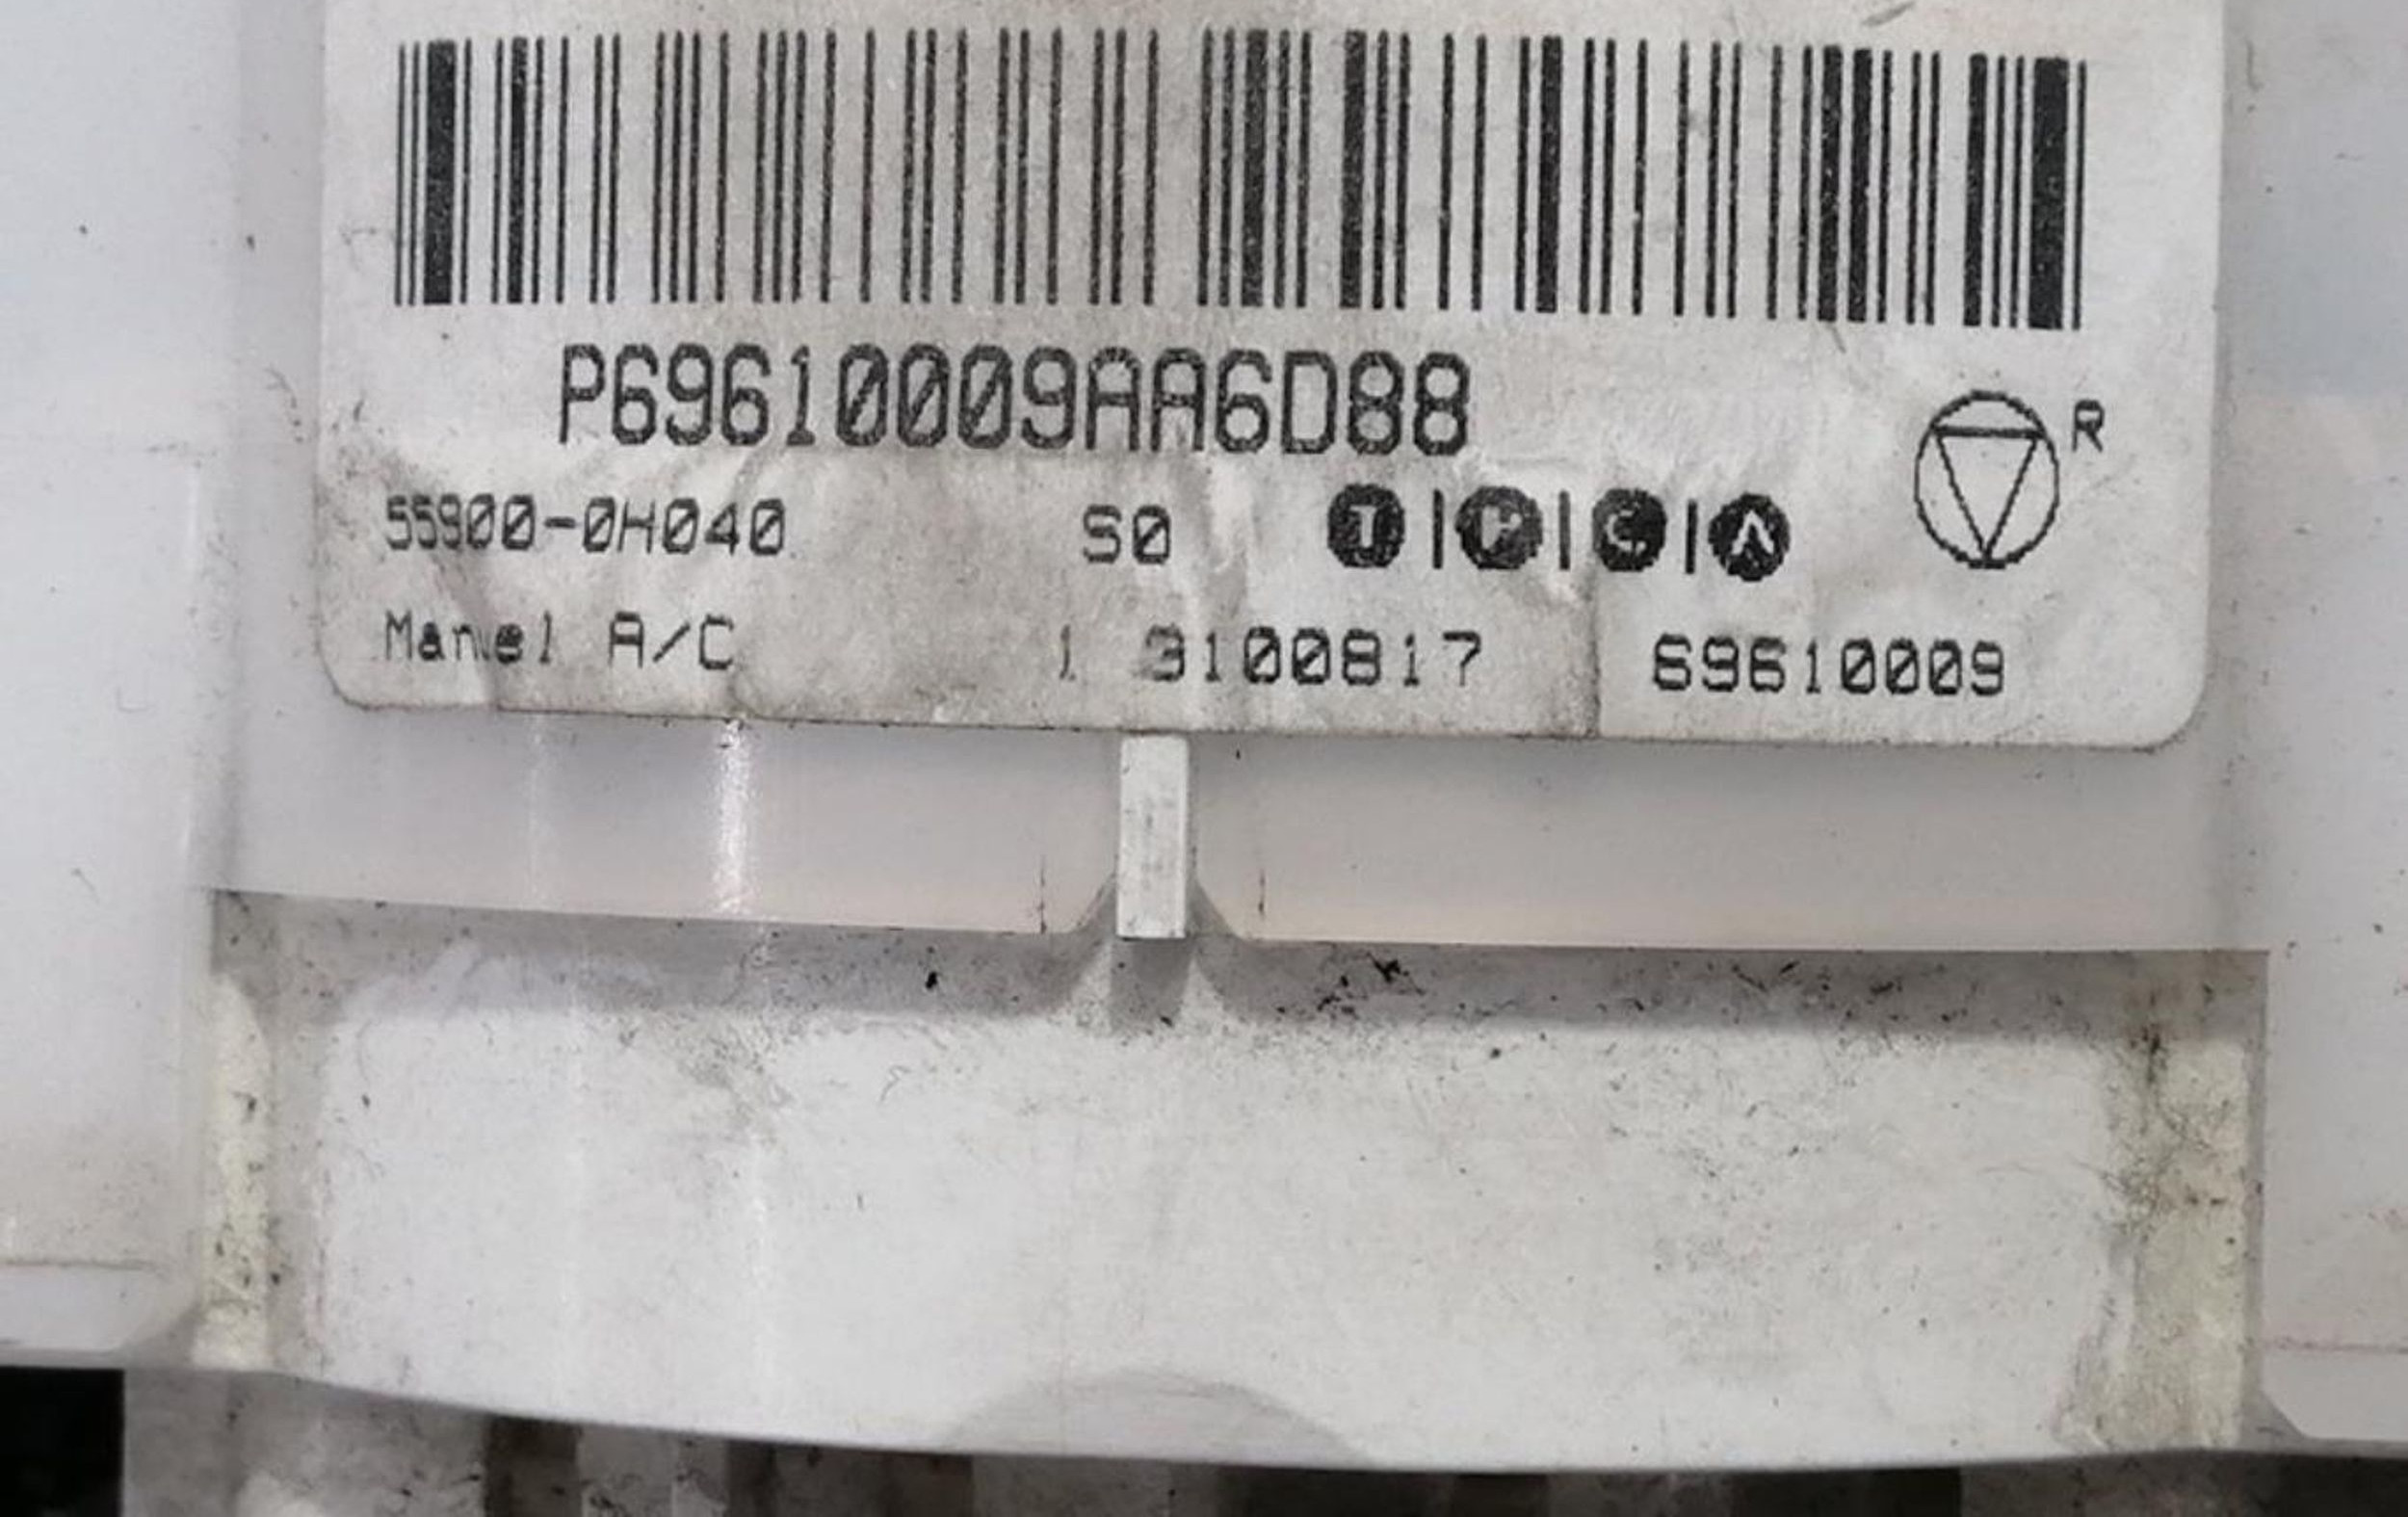 P69610009AA6D88
R
55900-0H040 S0 T|P|C|A
Manuel A/C 1 3100817 69610009